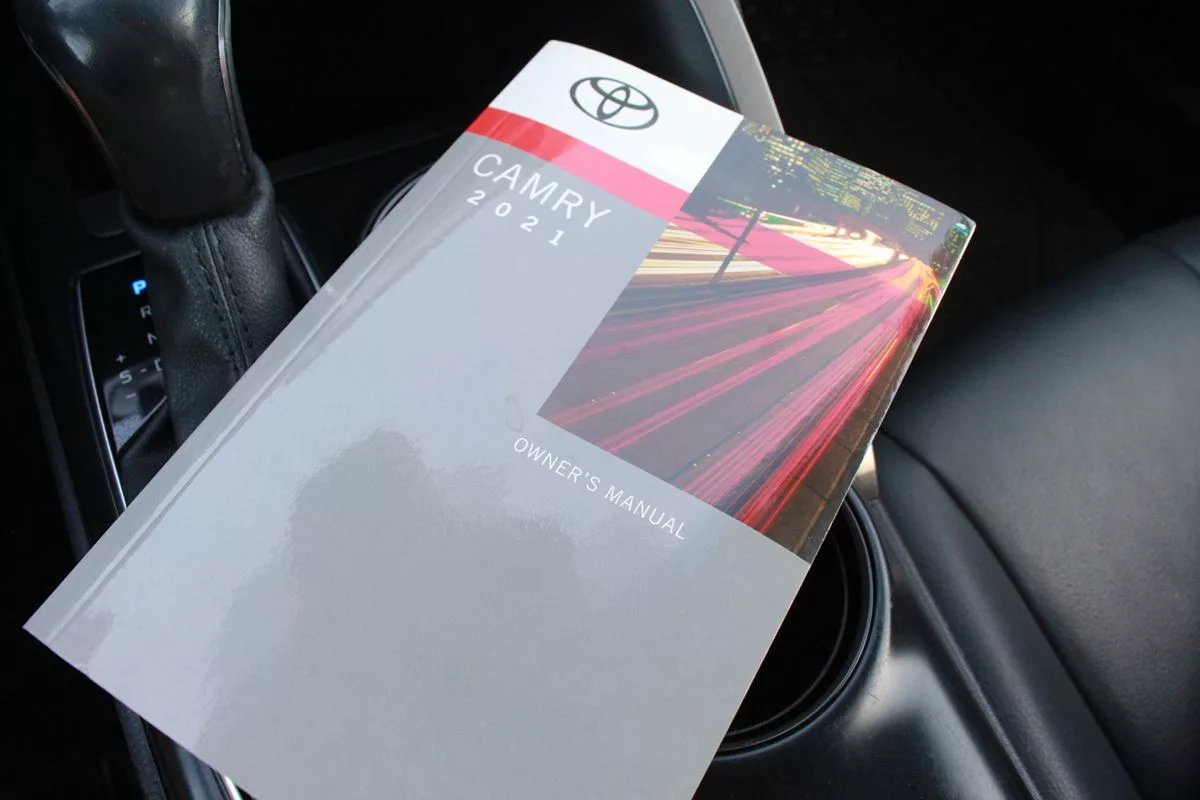 CAMRY
2021
OWNER'S MANUAL
P
R
N
+
S - D
-